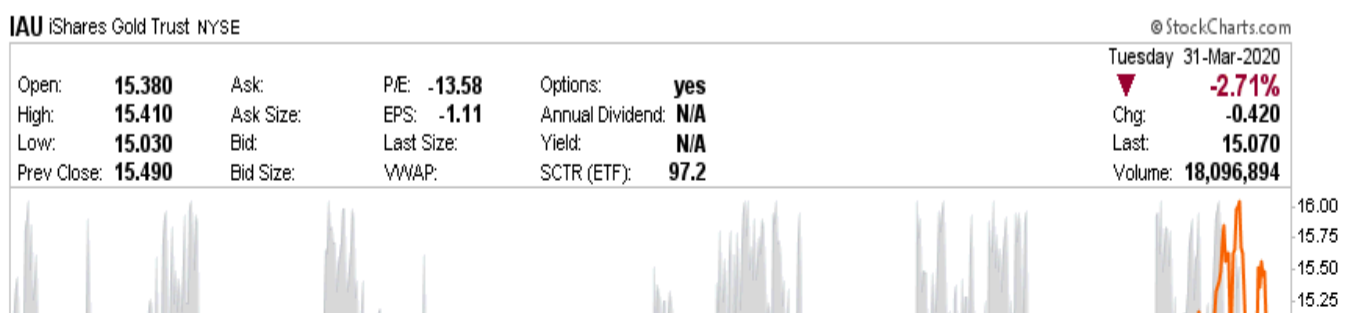 IAU iShares Gold Trust NYSE
© StockCharts.com
Tuesday 31-Mar-2020
Open: 15.380 Ask: P/E: -13.58 Options: yes -2.71%
High: 15.410 Ask Size: EPS: -1.11 Annual Dividend: N/A Chg: -0.420
Low: 15.030 Bid: Last Size: Yield: N/A Last: 15.070
Prev Close: 15.490 Bid Size: VWAP: SCTR (ETF): 97.2 Volume: 18,096,894
16.00
15.75
15.50
15.25